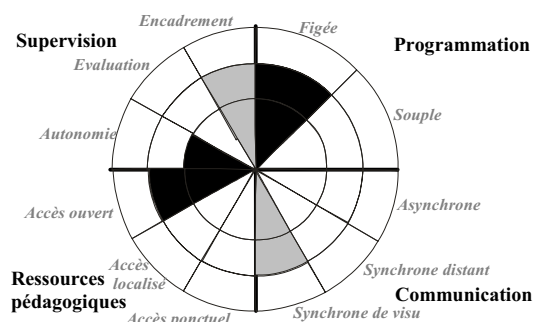 Encadrement
Figée
Supervision
Programmation
Evaluation
Souple
Autonomie
Accès ouvert
Asynchrone
Accès
localisé
Synchrone distant
Ressources
pédagogiques
Communication
Accès ponctuel
Synchrone de visu